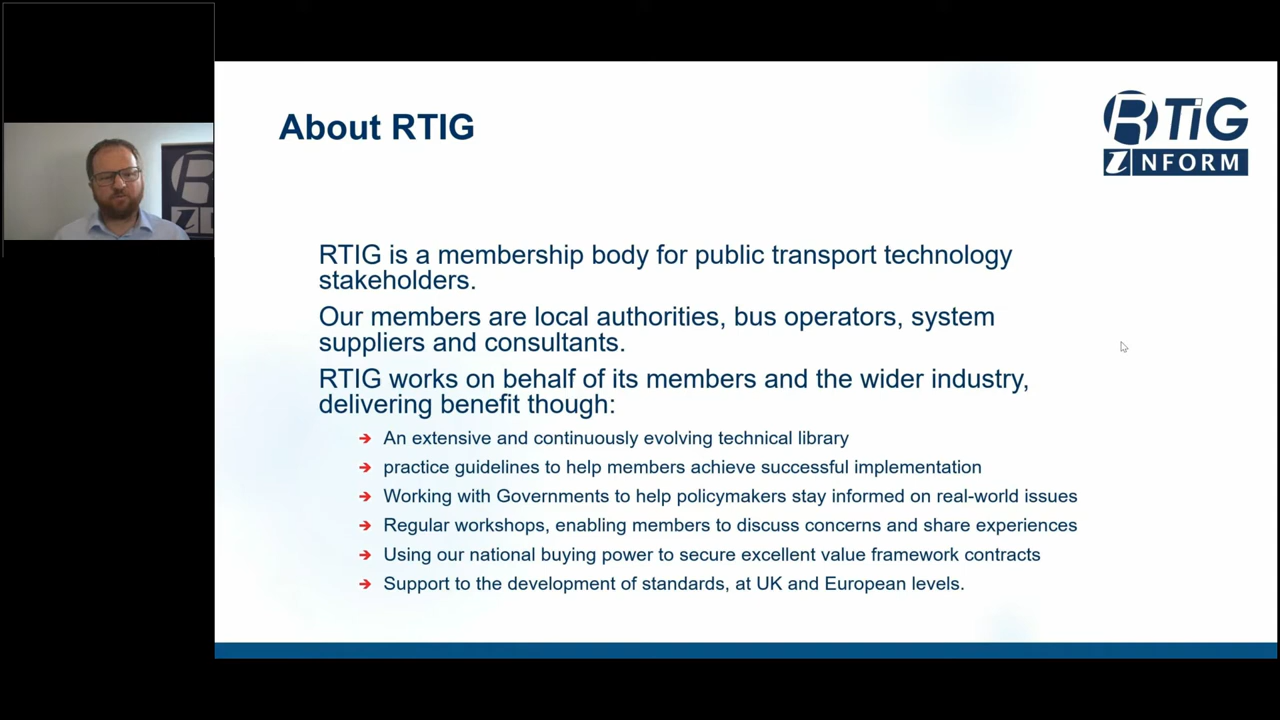 About RTIG
RTIG
iNFORM
RTIG is a membership body for public transport technology
stakeholders.
Our members are local authorities, bus operators, system
suppliers and consultants.
RTIG works on behalf of its members and the wider industry,
delivering benefit though:
An extensive and continuously evolving technical library
practice guidelines to help members achieve successful implementation
Working with Governments to help policymakers stay informed on real-world issues
Regular workshops, enabling members to discuss concerns and share experiences
Using our national buying power to secure excellent value framework contracts
Support to the development of standards, at UK and European levels.